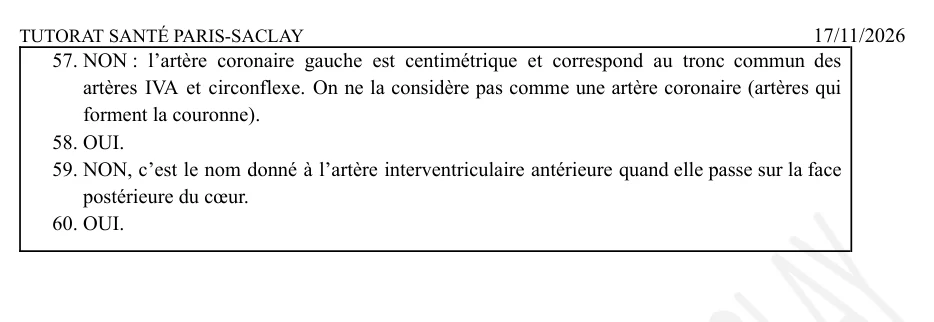 TUTORAT SANTÉ PARIS-SACLAY 17/11/2026
57. NON : l’artère coronaire gauche est centimétrique et correspond au tronc commun des
artères IVA et circonflexe. On ne la considère pas comme une artère coronaire (artères qui
forment la couronne).
58. OUI.
59. NON, c’est le nom donné à l’artère interventriculaire antérieure quand elle passe sur la face
postérieure du cœur.
60. OUI.